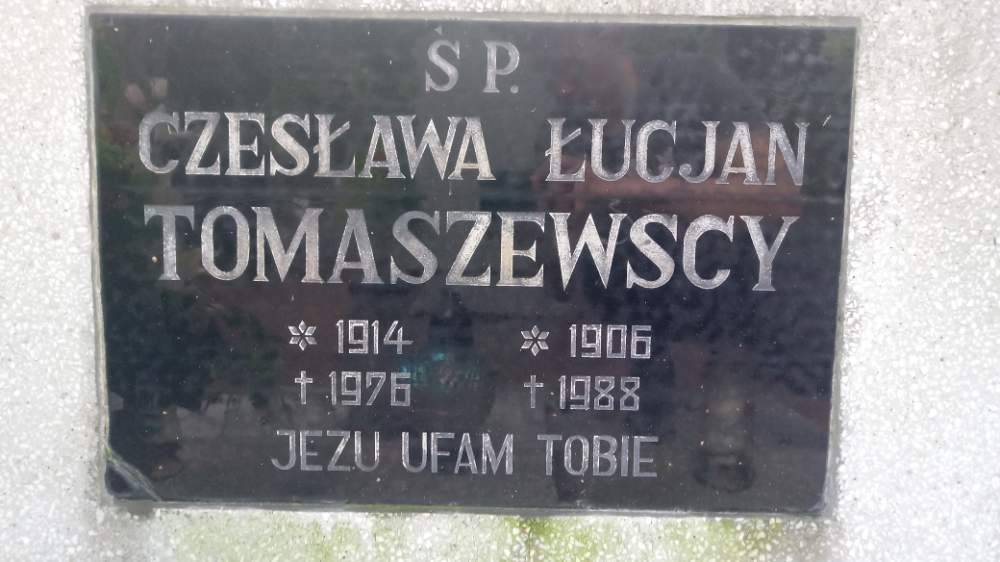 Ś P.
CZESŁAWA ŁUCJAN
TOMASZEWSCY
* 1914 * 1906
† 1976 † 1988
JEZU UFAM TOBIE